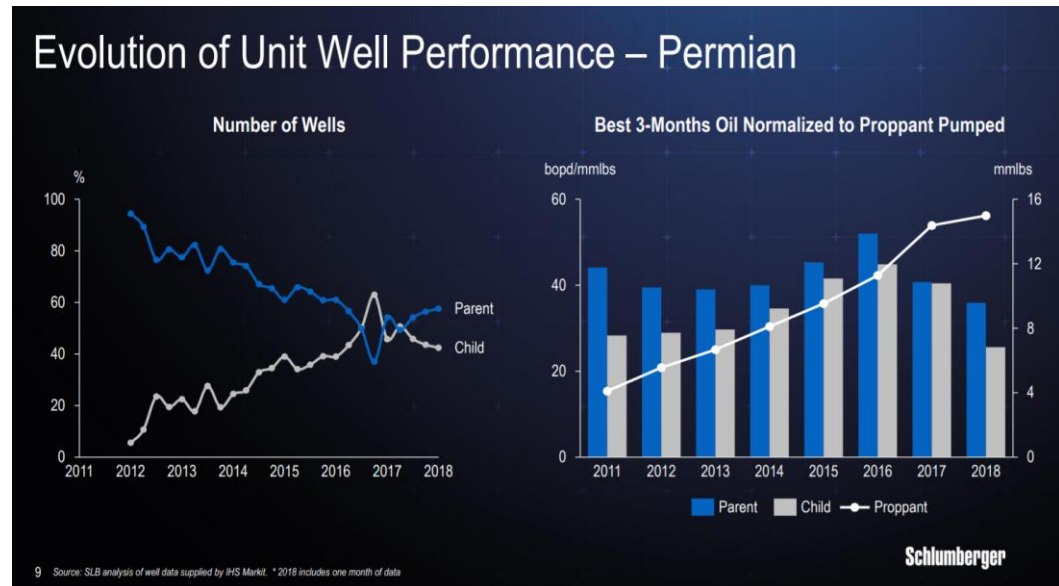 Evolution of Unit Well Performance – Permian
Number of Wells
%
100
80
60
40
20
0
2011 2012 2013 2014 2015 2016 2017 2018
Parent
Child
Best 3-Months Oil Normalized to Proppant Pumped
bopd/mmlbs mmlbs
60 16
12
40
8
20
4
0 0
2011 2012 2013 2014 2015 2016 2017 2018
Parent Child Proppant
9 Source: SLB analysis of well data supplied by IHS Markit. * 2018 includes one month of data
Schlumberger